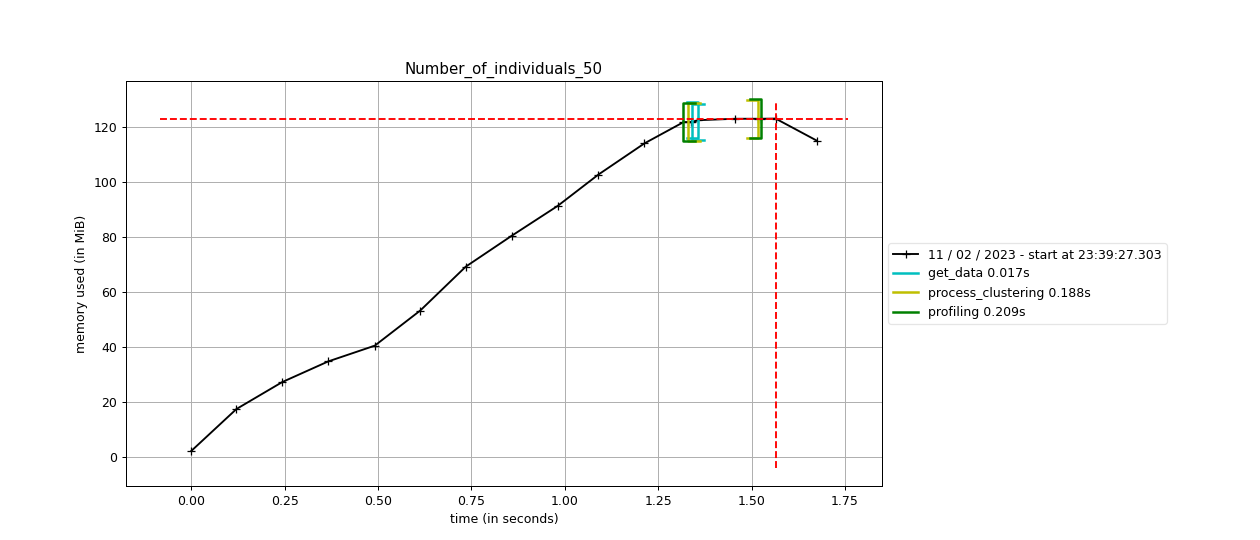 Number_of_individuals_50
120
100
80
60
40
20
0
memory used (in MiB)
0.00 0.25 0.50 0.75 1.00 1.25 1.50 1.75
time (in seconds)
11 / 02 / 2023 - start at 23:39:27.303
get_data 0.017s
process_clustering 0.188s
profiling 0.209s